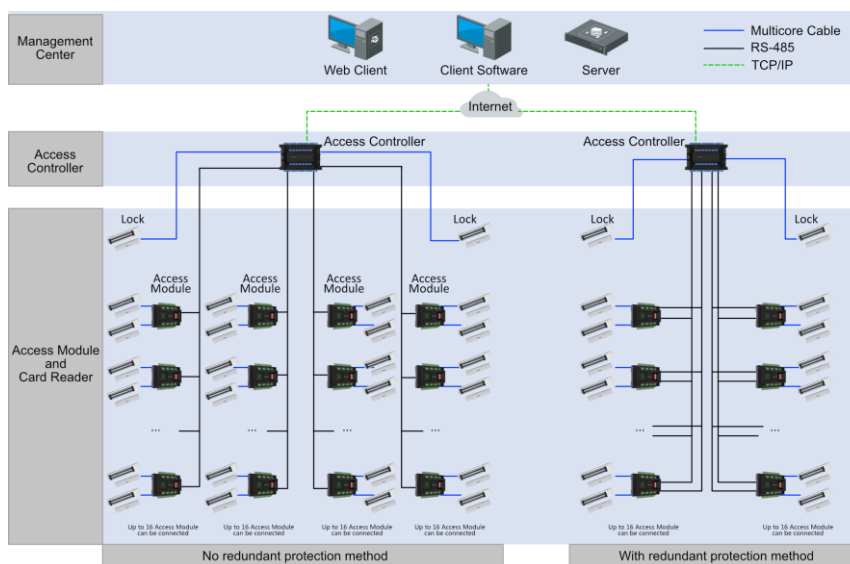 Management
Center
Web Client
Client Software
Server
Multicore Cable
RS-485
TCP/IP
Internet
Access
Controller
Access Controller
Access Controller
Lock
Lock
Lock
Lock
Access
Module
Access
Module
Access
Module
Access
Module
Access Module
and
Card Reader
...
...
...
...
...
...
Up to 16 Access Module
can be connected
Up to 16 Access Module
can be connected
Up to 16 Access Module
can be connected
Up to 16 Access Module
can be connected
Up to 16 Access Module
can be connected
Up to 16 Access Module
can be connected
No redundant protection method
With redundant protection method